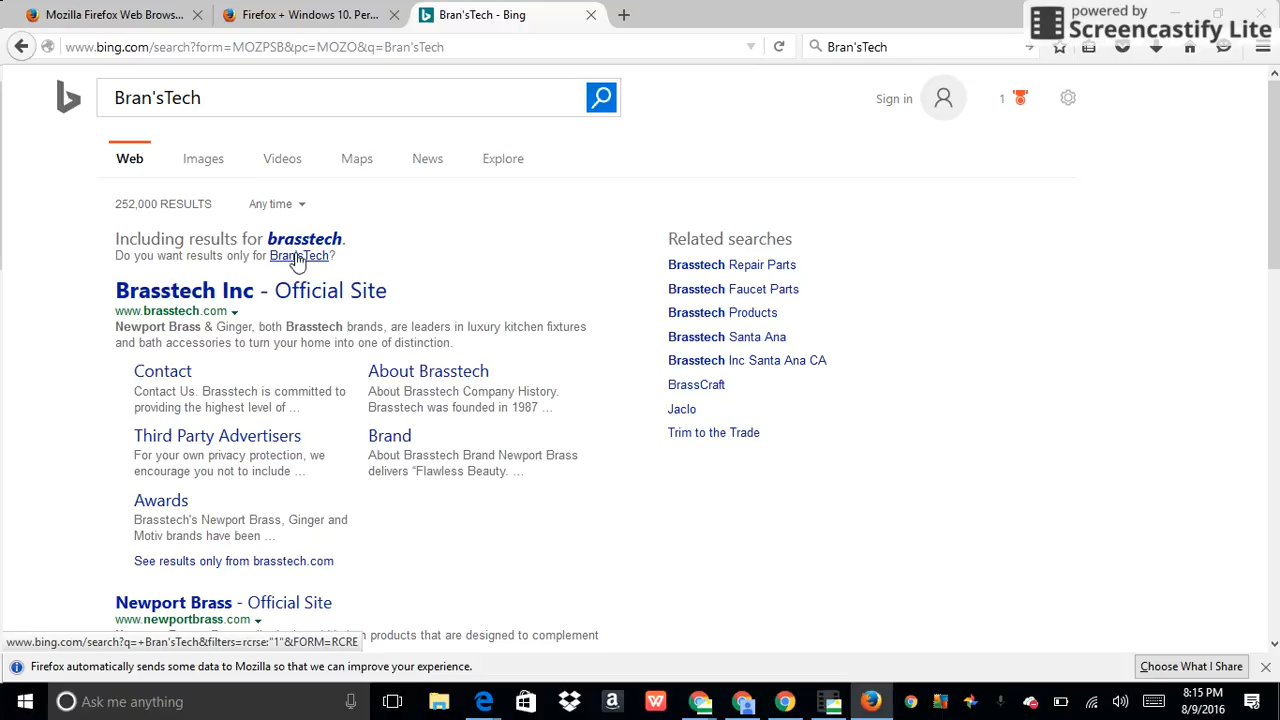 Mozilla Firefox Web Brows...
Firefox + Windows 10. Per...
Bran'sTech - Bing
powered by
Screencastify Lite
www.bing.com/search?form=MOZPSB&pc=MOZO&q=Bran'sTech
Bran'sTech
Bran'sTech
Sign in
1
Web
Images
Videos
Maps
News
Explore
252,000 RESULTS
Any time
Including results for brasstech.
Do you want results only for Bran'sTech?
Brasstech Inc - Official Site
www.brasstech.com
Newport Brass & Ginger, both Brasstech brands, are leaders in luxury kitchen fixtures
and bath accessories to turn your home into one of distinction.
Contact
Contact Us. Brasstech is committed to
providing the highest level of ...
About Brasstech
About Brasstech Company History.
Brasstech was founded in 1987 ...
Third Party Advertisers
For your own privacy protection, we
encourage you not to include ...
Brand
About Brasstech Brand Newport Brass
delivers “Flawless Beauty. ...
Awards
Brasstech's Newport Brass, Ginger and
Motiv brands have been ...
See results only from brasstech.com
Newport Brass - Official Site
www.newportbrass.com
products that are designed to complement
Related searches
Brasstech Repair Parts
Brasstech Faucet Parts
Brasstech Products
Brasstech Santa Ana
Brasstech Inc Santa Ana CA
BrassCraft
Jaclo
Trim to the Trade
www.bing.com/search?q=+Bran'sTech&filters=rcrse:"1"&FORM=RCRE
Firefox automatically sends some data to Mozilla so that we can improve your experience.
Choose What I Share
Ask me anything
8:15 PM
8/9/2016